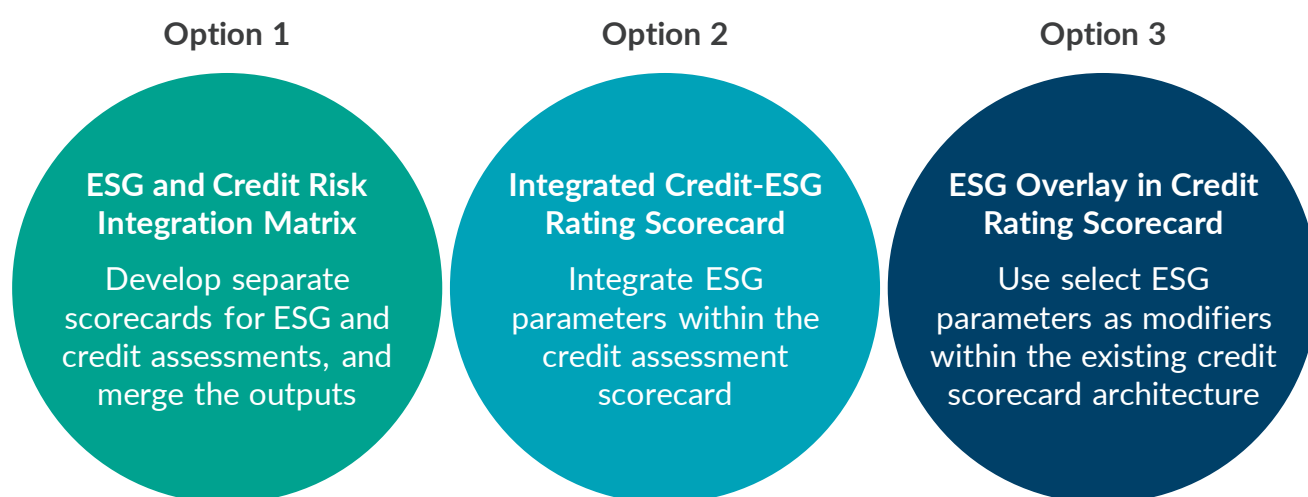 Option 1
ESG and Credit Risk
Integration Matrix
Develop separate
scorecards for ESG and
credit assessments, and
merge the outputs
Option 2
Integrated Credit-ESG
Rating Scorecard
Integrate ESG
parameters within the
credit assessment
scorecard
Option 3
ESG Overlay in Credit
Rating Scorecard
Use select ESG
parameters as modifiers
within the existing credit
scorecard architecture